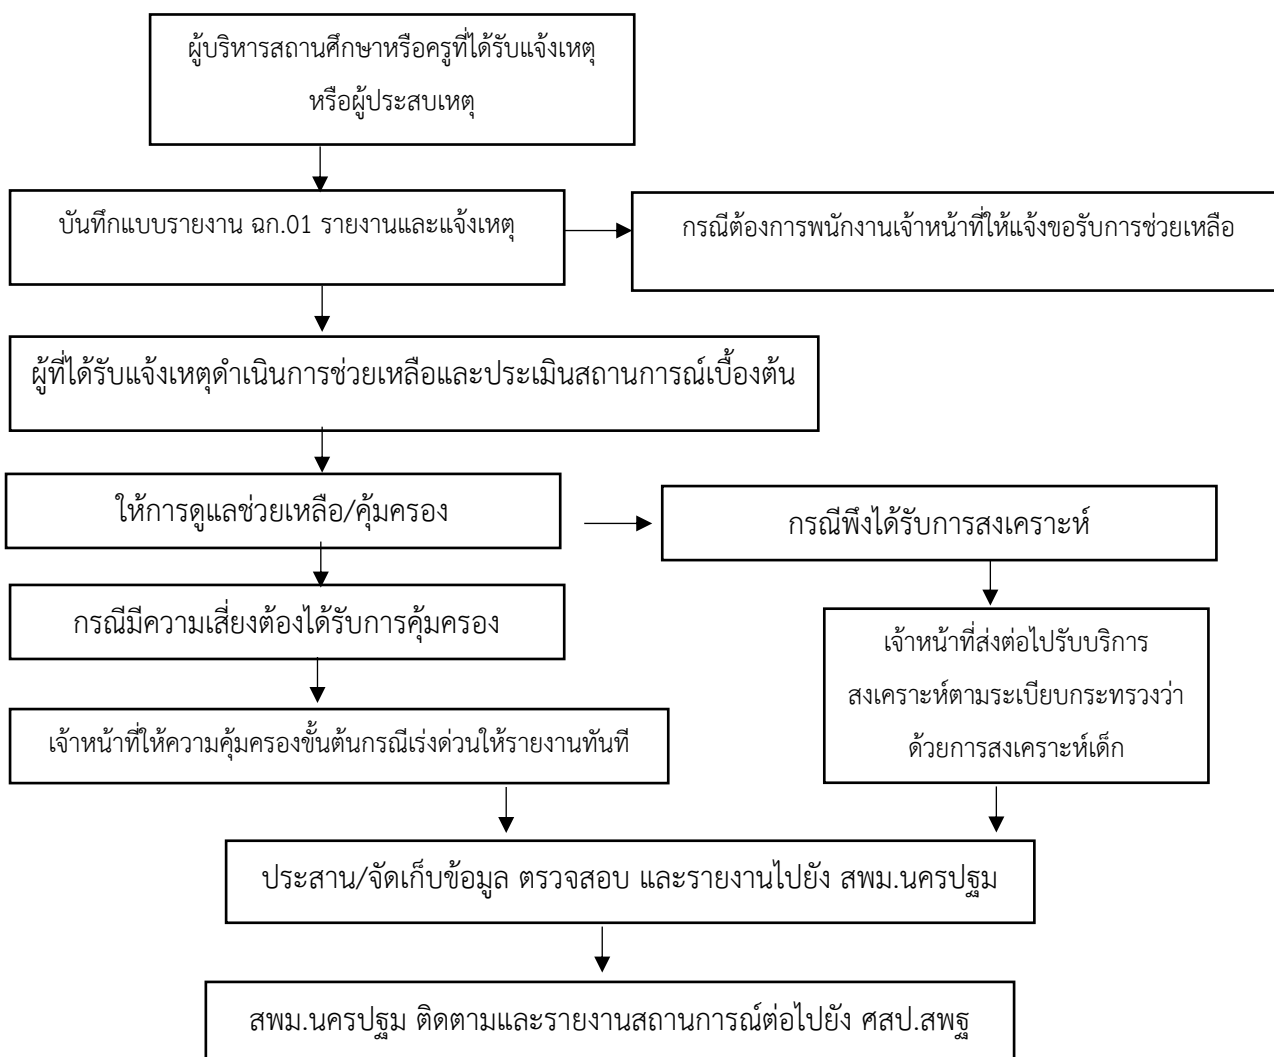 ผู้บริหารสถานศึกษาหรือครูที่ได้รับแจ้งเหตุ
หรือผู้ประสบเหตุ
บันทึกแบบรายงาน ฉก.01 รายงานและแจ้งเหตุ
กรณีต้องการพนักงานเจ้าหน้าที่ให้แจ้งขอรับการช่วยเหลือ
ผู้ที่ได้รับแจ้งเหตุดำเนินการช่วยเหลือและประเมินสถานการณ์เบื้องต้น
ให้การดูแลช่วยเหลือ/คุ้มครอง
กรณีพึงได้รับการสงเคราะห์
กรณีมีความเสี่ยงต้องได้รับการคุ้มครอง
เจ้าหน้าที่ส่งต่อไปรับบริการ
สงเคราะห์ตามระเบียบกระทรวงว่า
ด้วยการสงเคราะห์เด็ก
เจ้าหน้าที่ให้ความคุ้มครองขั้นต้นกรณีเร่งด่วนให้รายงานทันที
ประสาน/จัดเก็บข้อมูล ตรวจสอบ และรายงานไปยัง สพม.นครปฐม
สพม.นครปฐม ติดตามและรายงานสถานการณ์ต่อไปยัง ศสป.สพฐ